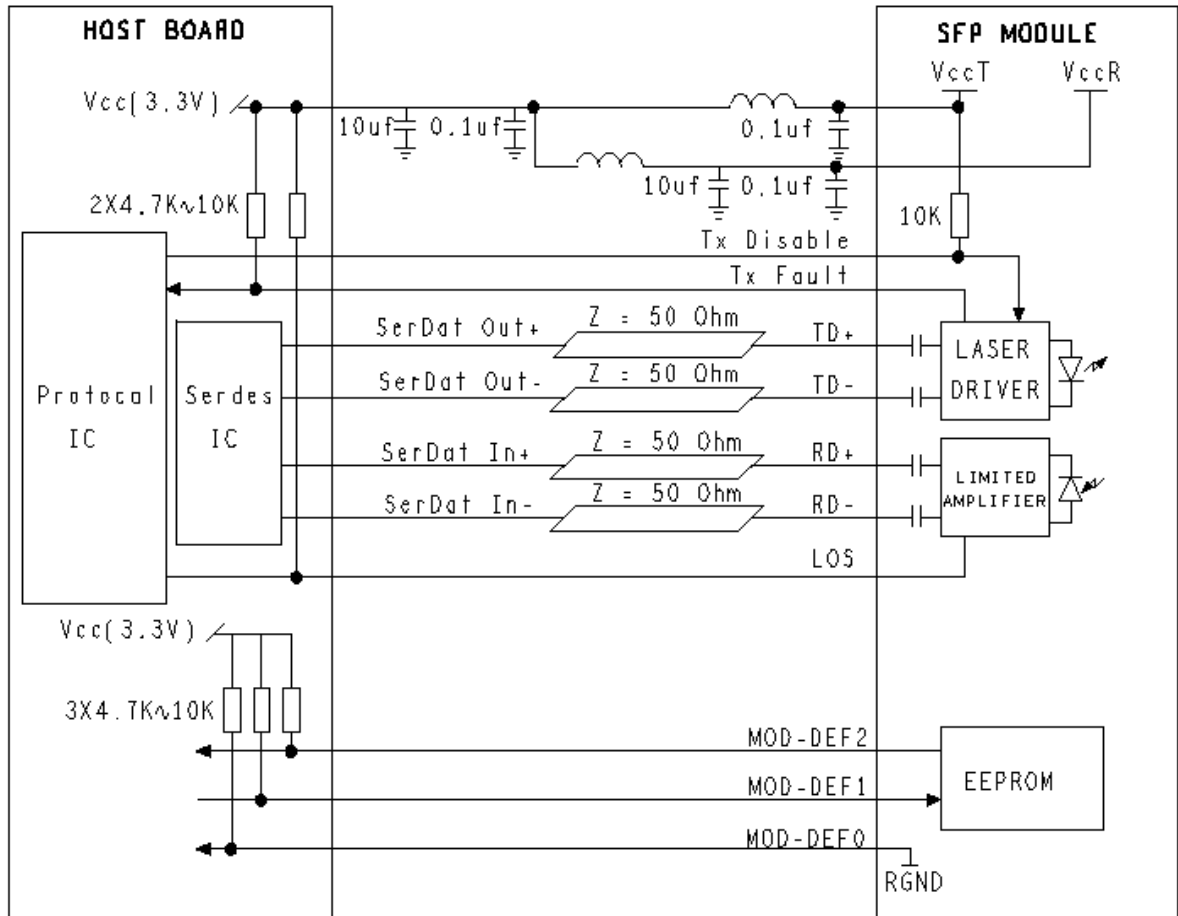 HOST BOARD
SFP MODULE
VccT
VccR
Vcc(3.3V)
10uf
0.1uf
0.1uf
10uf
0.1uf
2X4.7K∿10K
10K
Tx Disable
Tx Fault
SerDat Out+
Z = 50 Ohm
TD+
SerDat Out-
Z = 50 Ohm
TD-
LASER
DRIVER
Protocal
IC
Serdes
IC
SerDat In+
Z = 50 Ohm
RD+
SerDat In-
Z = 50 Ohm
RD-
LIMITED
AMPLIFIER
LOS
Vcc(3.3V)
3X4.7K∿10K
MOD-DEF2
MOD-DEF1
MOD-DEF0
EEPROM
RGND